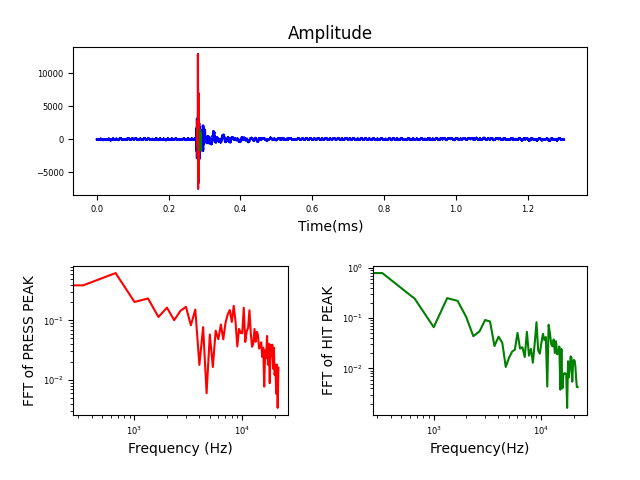 Amplitude
10000
5000
0
−5000
0.0 0.2 0.4 0.6 0.8 1.0 1.2
Time(ms)
FFT of PRESS PEAK
10⁻¹
10⁻²
10³ 10⁴
Frequency (Hz)
FFT of HIT PEAK
10⁰
10⁻¹
10⁻²
10³ 10⁴
Frequency(Hz)